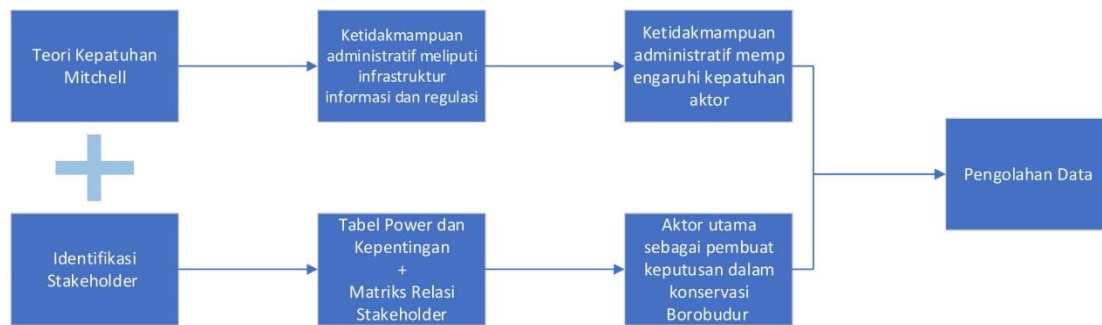 Teori Kepatuhan
Mitchell
Ketidakmampuan
administratif meliputi
infrastruktur
informasi dan regulasi
Ketidakmampuan
administratif memp
engaruhi kepatuhan
aktor
Pengolahan Data
Identifikasi
Stakeholder
Tabel Power dan
Kepentingan
+
Matriks Relasi
Stakeholder
Aktor utama
sebagai pembuat
keputusan dalam
konservasi
Borobudur